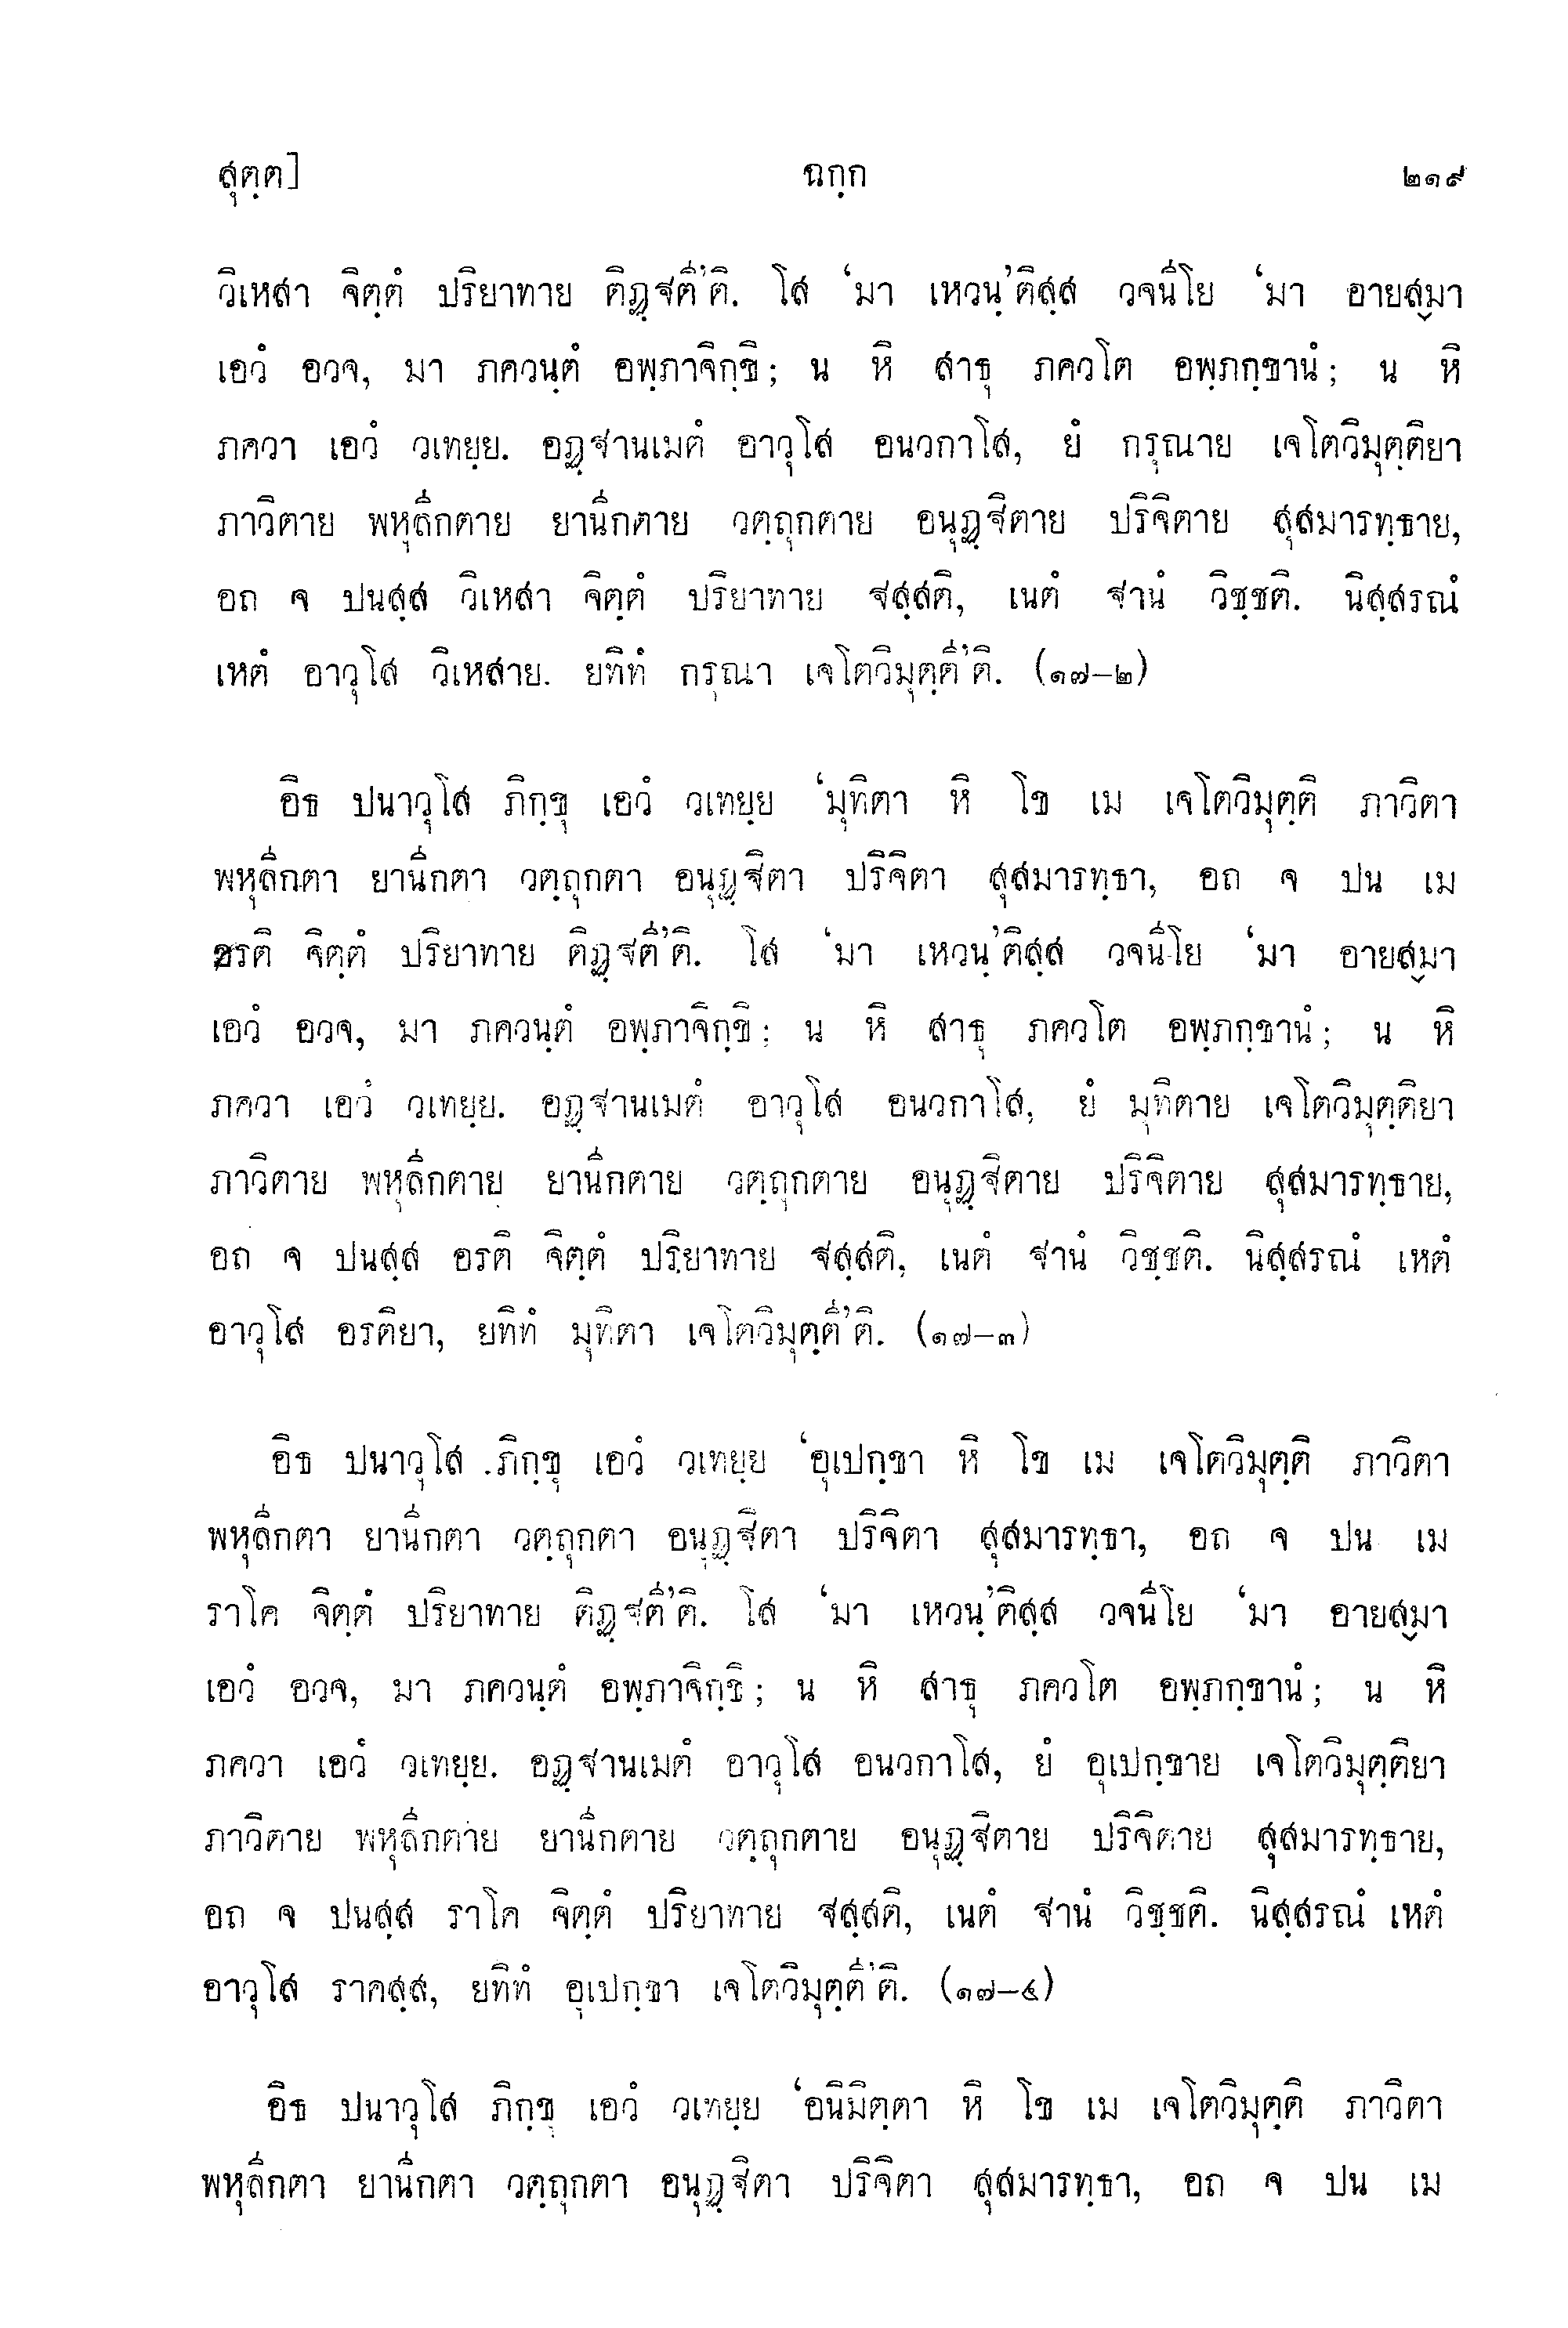 สุตฺต] ฉกฺก ๒๑๙
วิเหสา จิตฺตํ ปริยาทาย ติฏฺฐตี’ติ. โส ‘มา เหวนฺ’ติสฺส วจนีโย ‘มา อายสฺมา
เอวํ อวจ, มา ภควนฺตํ อพฺภาจิกฺขิ; น หิ สาธุ ภควโต อพฺภกฺขานํ; น หิ
ภควา เอวํ วเทยฺย. อฏฺฐานเมตํ อาวุโส อนวกาโส, ยํ กรุณาย เจโตวิมุตฺติยา
ภาวิตาย พหุลีกตาย ยานีกตาย วตฺถุกตาย อนุฏฺฐิตาย ปริจิตาย สุสมารทฺธาย,
อถ จ ปนสฺส วิเหสา จิตฺตํ ปริยาทาย ฐสฺสติ, เนตํ ฐานํ วิชฺชติ. นิสฺสรณํ
เหตํ อาวุโส วิเหสาย. ยทิทํ กรุณา เจโตวิมุตฺตี’ติ. (๑๗–๒)
อิธ ปนาวุโส ภิกฺขุ เอวํ วเทยฺย ‘มุทิตา หิ โข เม เจโตวิมุตฺติ ภาวิตา
พหุลีกตา ยานีกตา วตฺถุกตา อนุฏฺฐิตา ปริจิตา สุสมารทฺธา, อถ จ ปน เม
อรติ จิตฺตํ ปริยาทาย ติฏฺฐตี’ติ. โส ‘มา เหวนฺ’ติสฺส วจนีโย ‘มา อายสฺมา
เอวํ อวจ, มา ภควนฺตํ อพฺภาจิกฺขิ; น หิ สาธุ ภควโต อพฺภกฺขานํ; น หิ
ภควา เอวํ วเทยฺย. อฏฺฐานเมตํ อาวุโส อนวกาโส, ยํ มุทิตาย เจโตวิมุตฺติยา
ภาวิตาย พหุลีกตาย ยานีกตาย วตฺถุกตาย อนุฏฺฐิตาย ปริจิตาย สุสมารทฺธาย,
อถ จ ปนสฺส อรติ จิตฺตํ ปริยาทาย ฐสฺสติ, เนตํ ฐานํ วิชฺชติ. นิสฺสรณํ เหตํ
อาวุโส อรติยา, ยทิทํ มุทิตา เจโตวิมุตฺตี’ติ. (๑๗–๓)
อิธ ปนาวุโส ภิกฺขุ เอวํ วเทยฺย ‘อุเปกฺขา หิ โข เม เจโตวิมุตฺติ ภาวิตา
พหุลีกตา ยานีกตา วตฺถุกตา อนุฏฺฐิตา ปริจิตา สุสมารทฺธา, อถ จ ปน เม
ราโค จิตฺตํ ปริยาทาย ติฏฺฐตี’ติ. โส ‘มา เหวนฺ’ติสฺส วจนีโย ‘มา อายสฺมา
เอวํ อวจ, มา ภควนฺตํ อพฺภาจิกฺขิ; น หิ สาธุ ภควโต อพฺภกฺขานํ; น หิ
ภควา เอวํ วเทยฺย. อฏฺฐานเมตํ อาวุโส อนวกาโส, ยํ อุเปกฺขาย เจโตวิมุตฺติยา
ภาวิตาย พหุลีกตาย ยานีกตาย วตฺถุกตาย อนุฏฺฐิตาย ปริจิตาย สุสมารทฺธาย,
อถ จ ปนสฺส ราโค จิตฺตํ ปริยาทาย ฐสฺสติ, เนตํ ฐานํ วิชฺชติ. นิสฺสรณํ เหตํ
อาวุโส ราคสฺส, ยทิทํ อุเปกฺขา เจโตวิมุตฺตี’ติ. (๑๗–๔)
อิธ ปนาวุโส ภิกฺขุ เอวํ วเทยฺย ‘อนิมิตฺตา หิ โข เม เจโตวิมุตฺติ ภาวิตา
พหุลีกตา ยานีกตา วตฺถุกตา อนุฏฺฐิตา ปริจิตา สุสมารทฺธา, อถ จ ปน เม